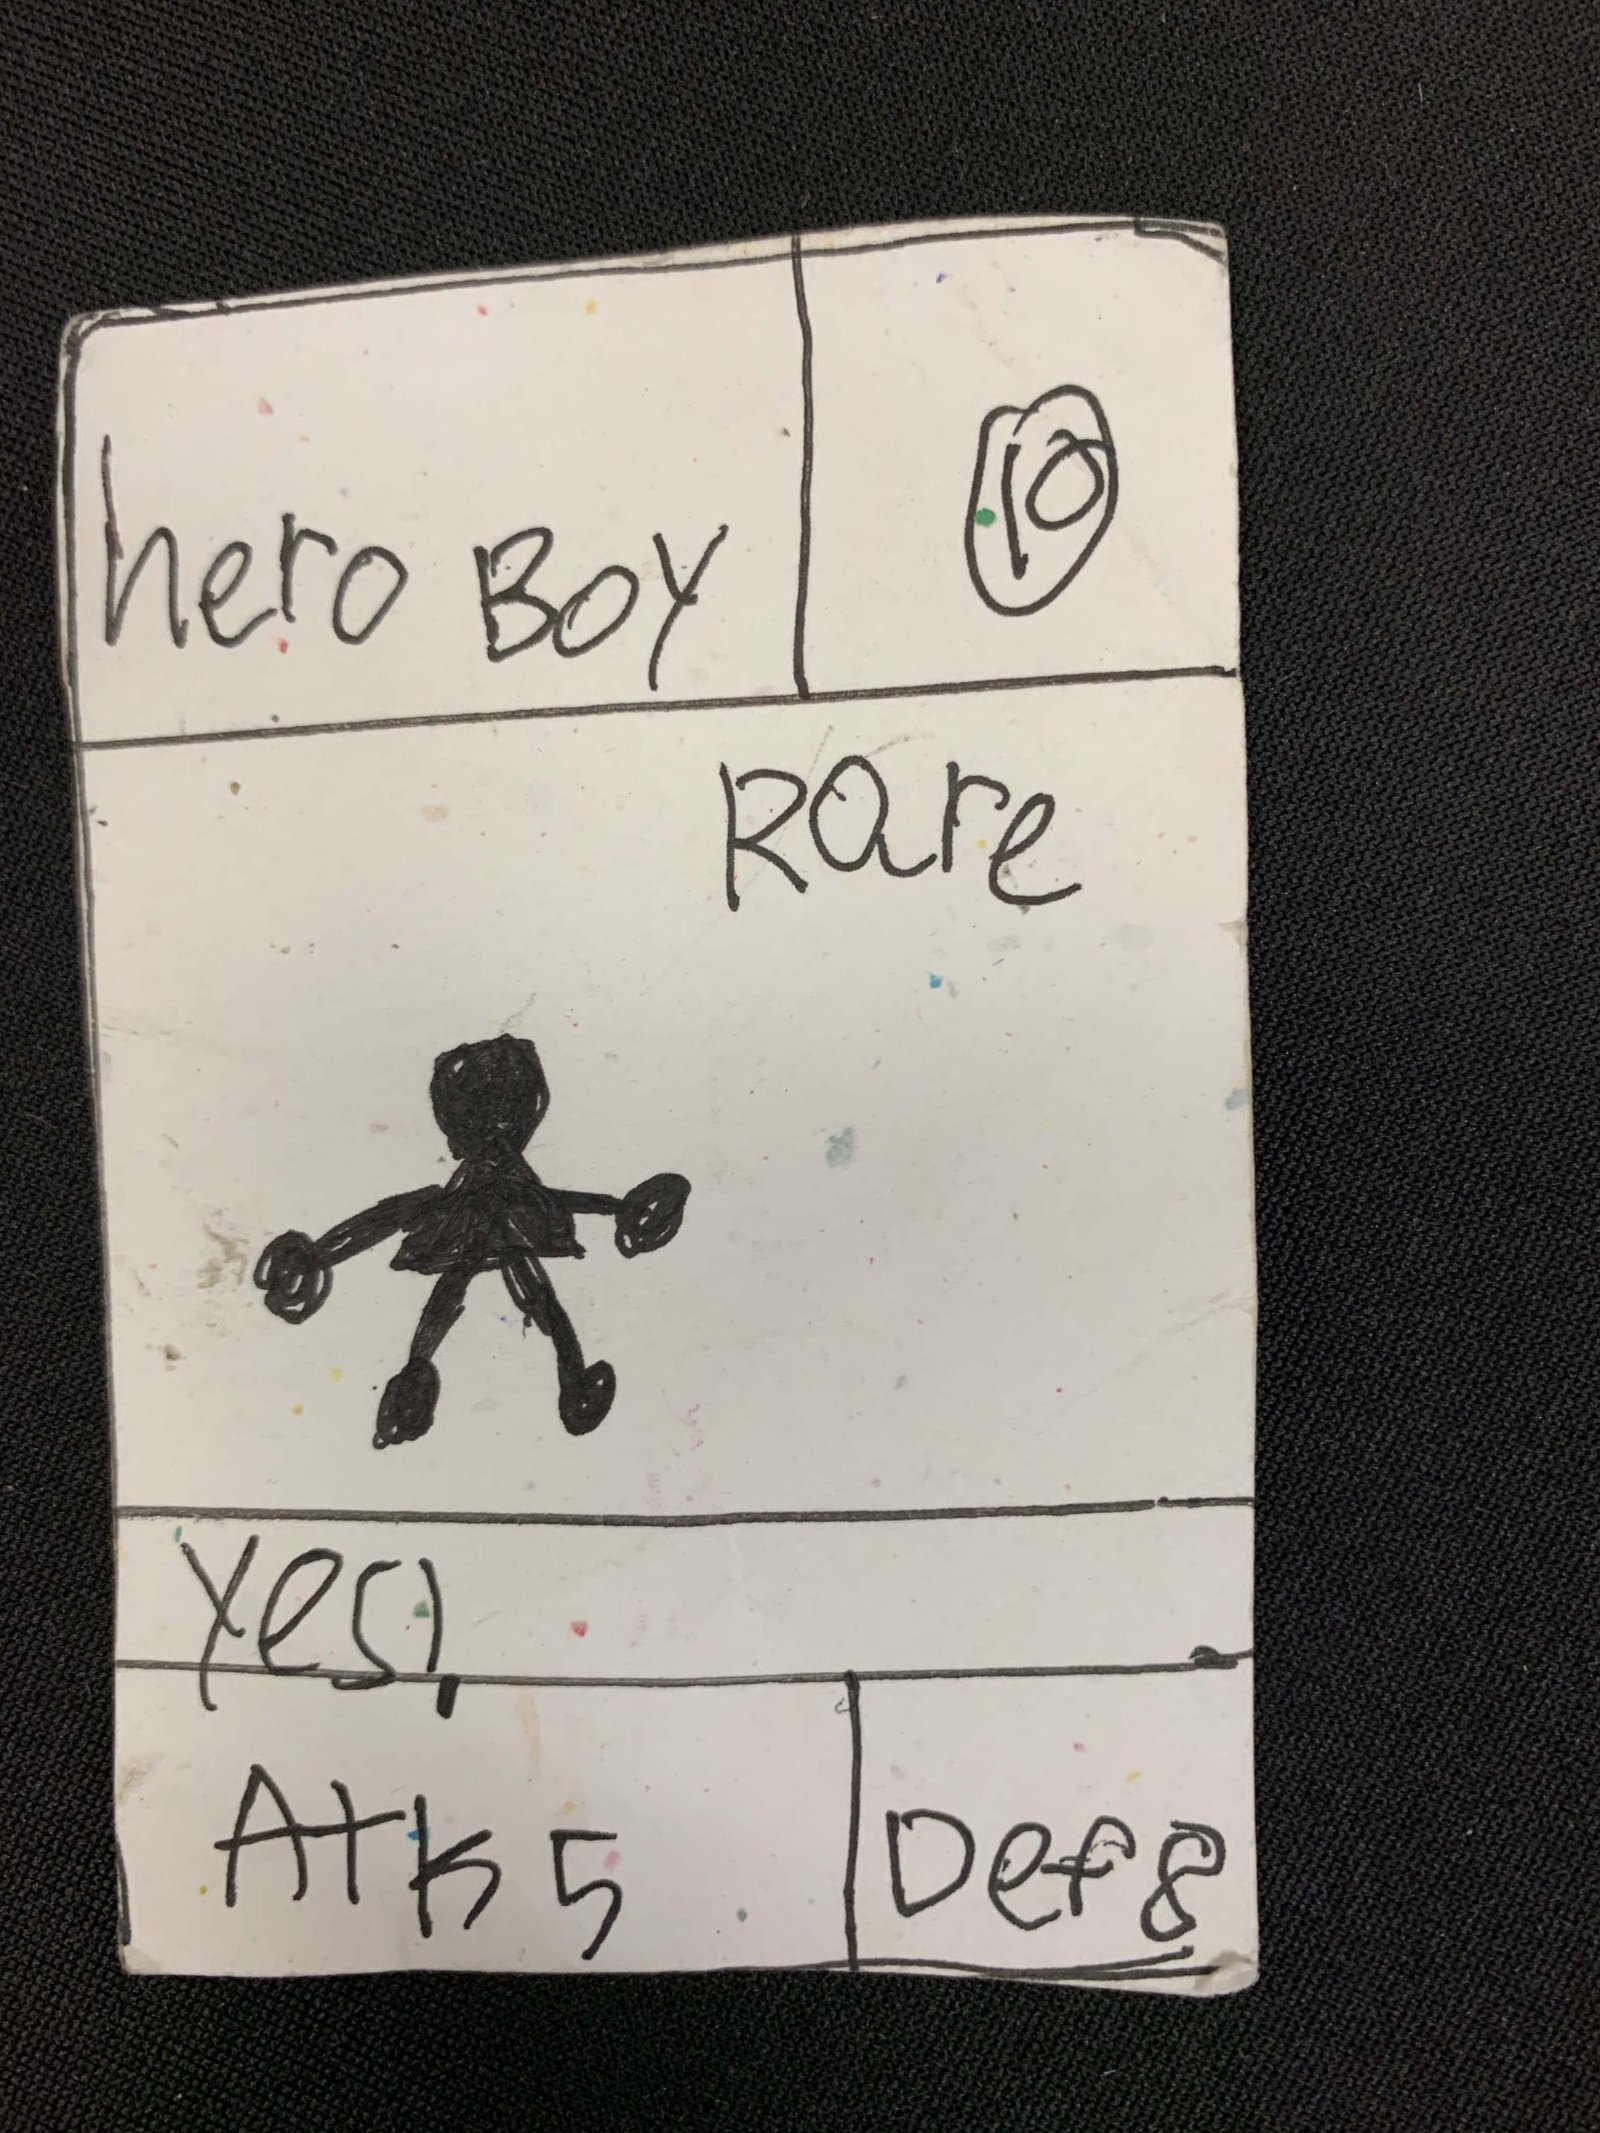 hero Boy
10
Rare
Yes!
Atk 5
Def 8